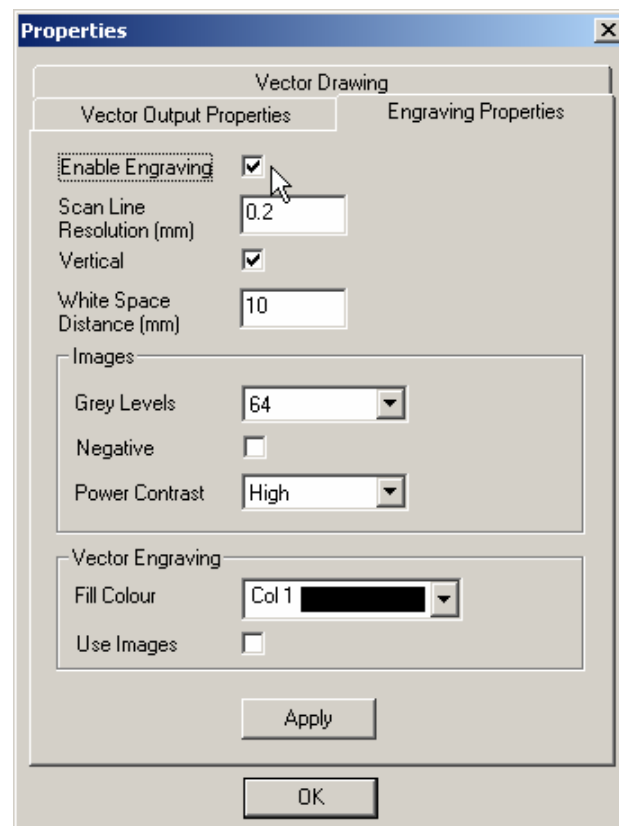 Properties
Vector Drawing
Vector Output Properties
Engraving Properties
Enable Engraving
Scan Line
Resolution (mm)
0.2
Vertical
White Space
Distance (mm)
10
Images
Grey Levels
64
Negative
Power Contrast
High
Vector Engraving
Fill Colour
Col 1
Use Images
Apply
OK